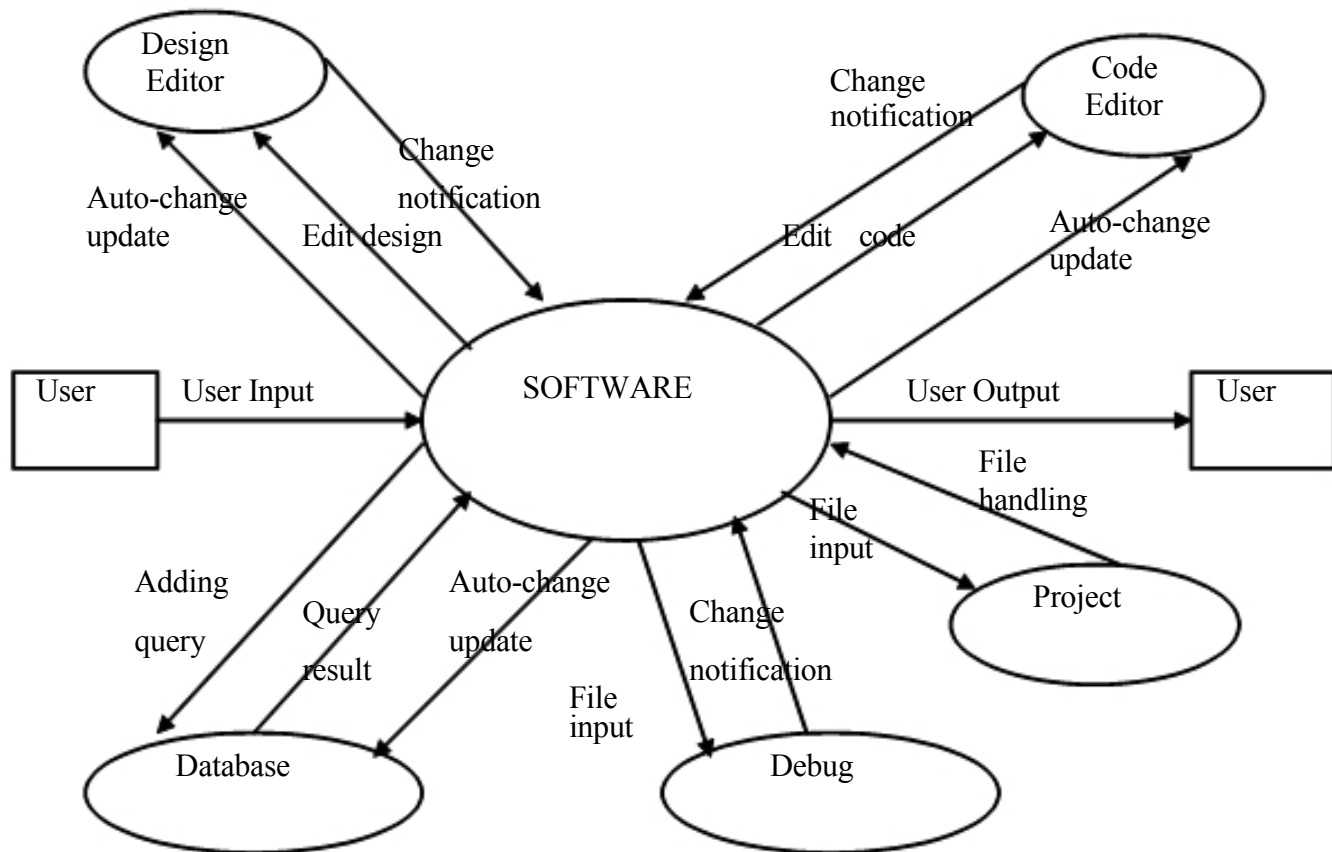 Design
Editor
Code
Editor
Change
notification
Change
notification
Auto-change
update
Edit design
Edit code
Auto-change
update
User
User Input
SOFTWARE
User Output
User
File
handling
File
input
Adding
query
Query
result
Auto-change
update
Change
notification
Project
File
input
Database
Debug